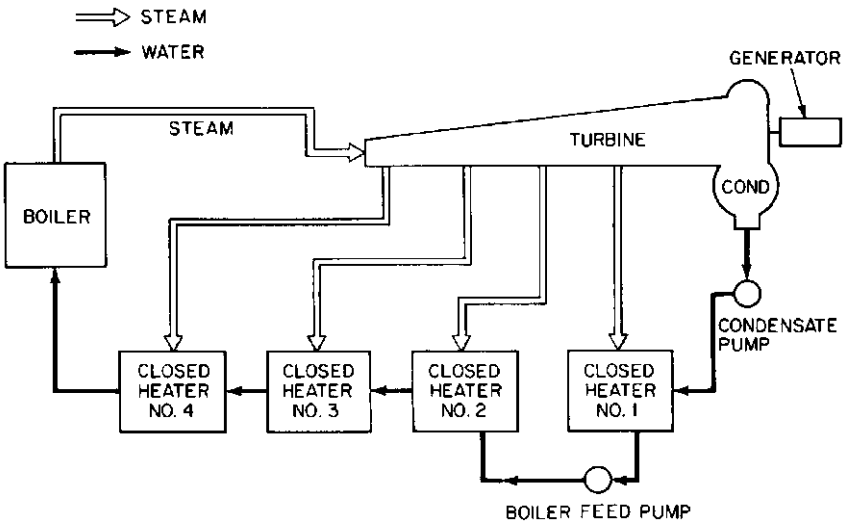 STEAM
WATER
GENERATOR
STEAM
TURBINE
COND
BOILER
CONDENSATE
PUMP
CLOSED
HEATER
NO. 4
CLOSED
HEATER
NO. 3
CLOSED
HEATER
NO. 2
CLOSED
HEATER
NO. 1
BOILER FEED PUMP